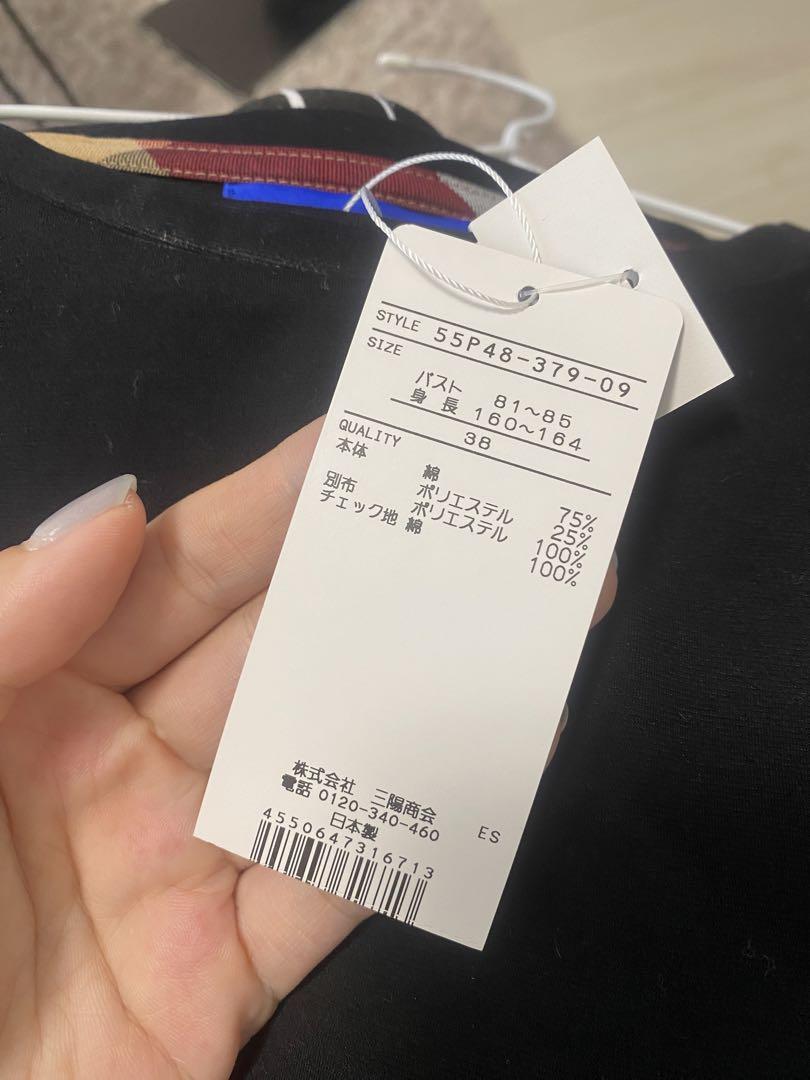 STYLE 55P48-379-09
SIZE
バスト 81~85
身長 160~164
38
QUALITY
本体 綿 75%
ポリエステル 25%
別布 ポリエステル 100%
チェック地 綿 100%
株式会社 三陽商会
電話 0120-340-460
日本製 ES
4550647316713